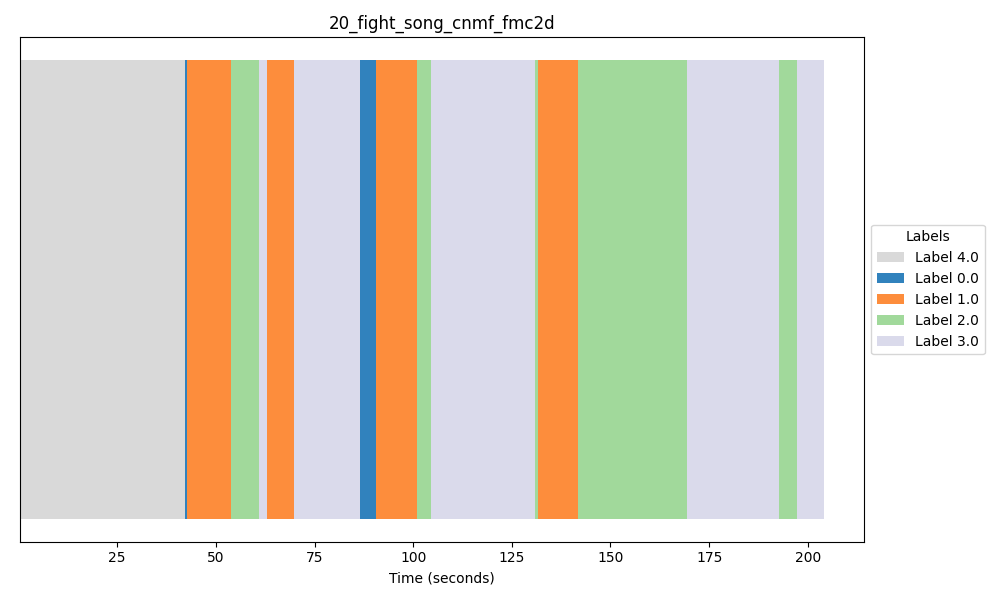 20_fight_song_cnmf_fmc2d
Labels
Label 4.0
Label 0.0
Label 1.0
Label 2.0
Label 3.0
25 50 75 100 125 150 175 200
Time (seconds)